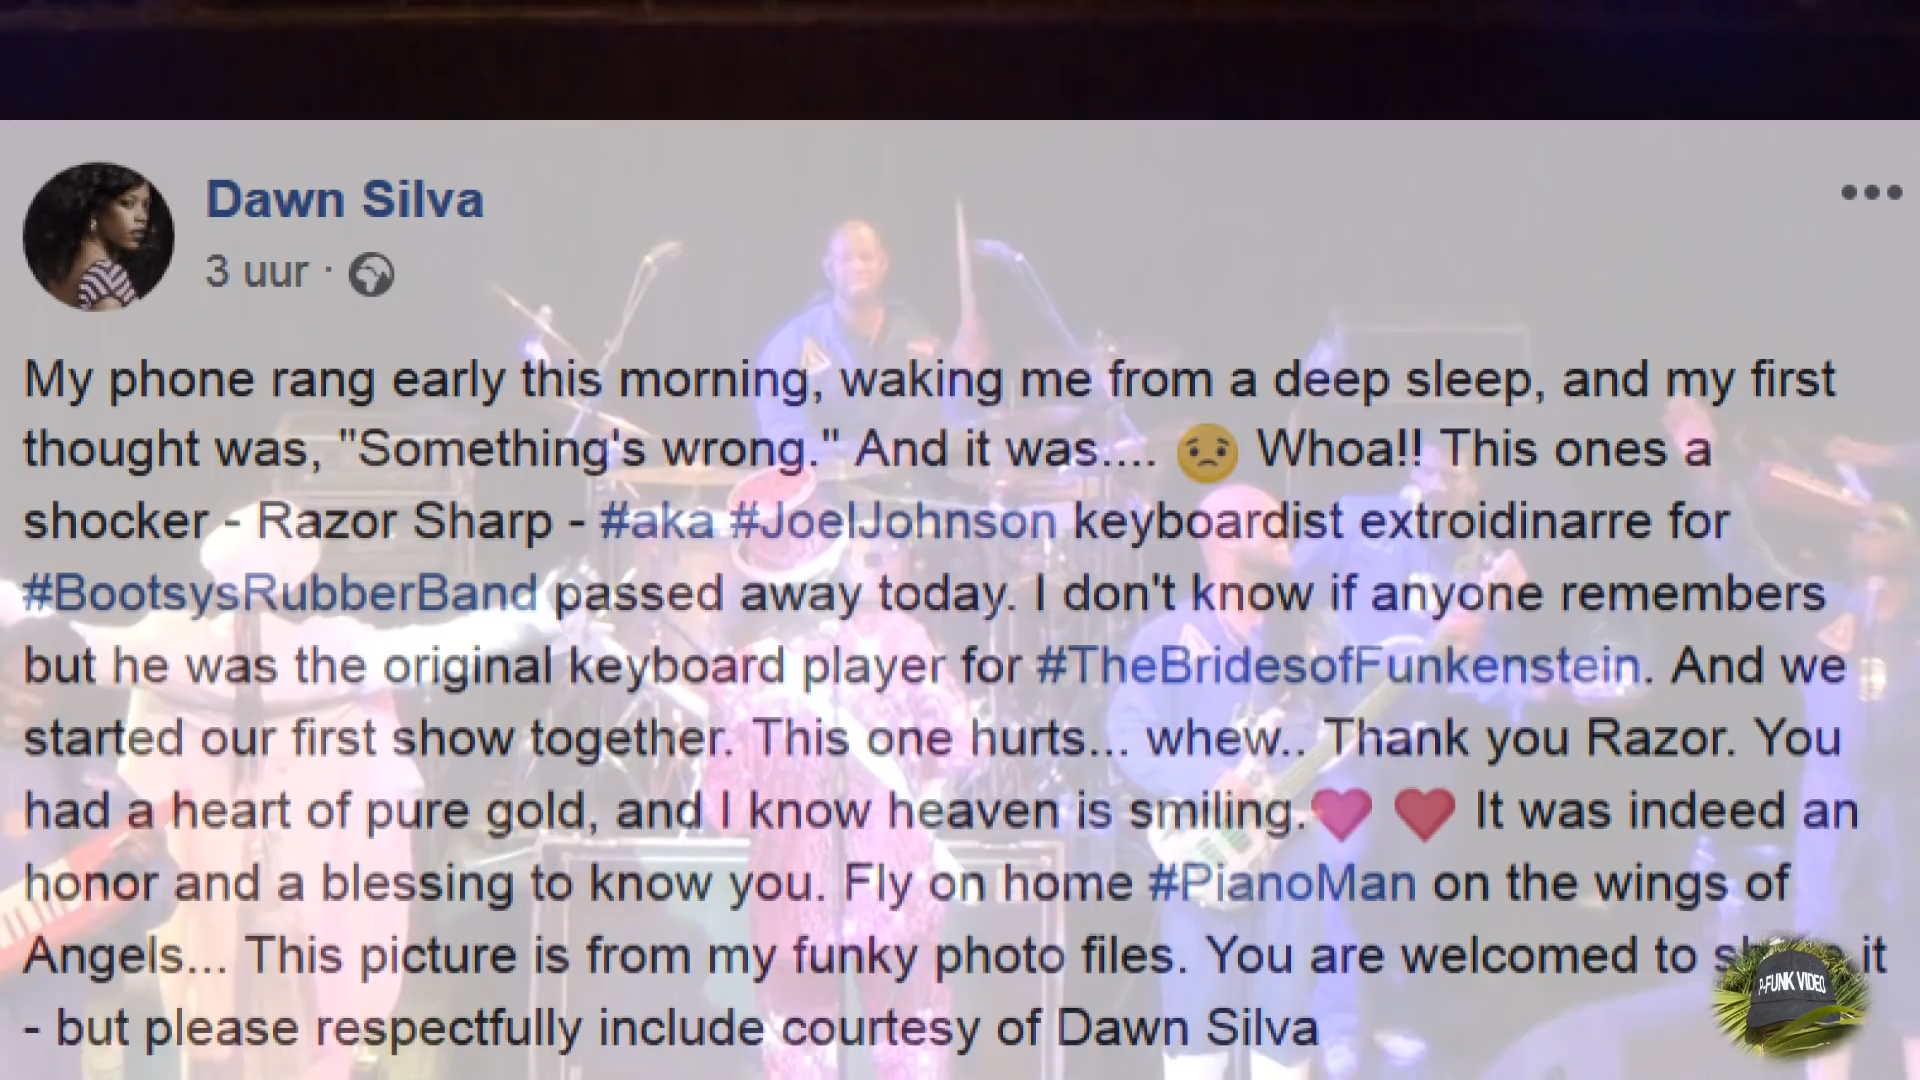 Dawn Silva
3 uur ·
My phone rang early this morning, waking me from a deep sleep, and my first
thought was, "Something's wrong." And it was.... 😟 Whoa!! This ones a
shocker - Razor Sharp - #aka #JoelJohnson keyboardist extroidinarre for
#BootsysRubberBand passed away today. I don't know if anyone remembers
but he was the original keyboard player for #TheBridesofFunkenstein. And we
started our first show together. This one hurts... whew.. Thank you Razor. You
had a heart of pure gold, and I know heaven is smiling.💗 ❤ It was indeed an
honor and a blessing to know you. Fly on home #PianoMan on the wings of
Angels... This picture is from my funky photo files. You are welcomed to it
- but please respectfully include courtesy of Dawn Silva
P-FUNK VIDEO